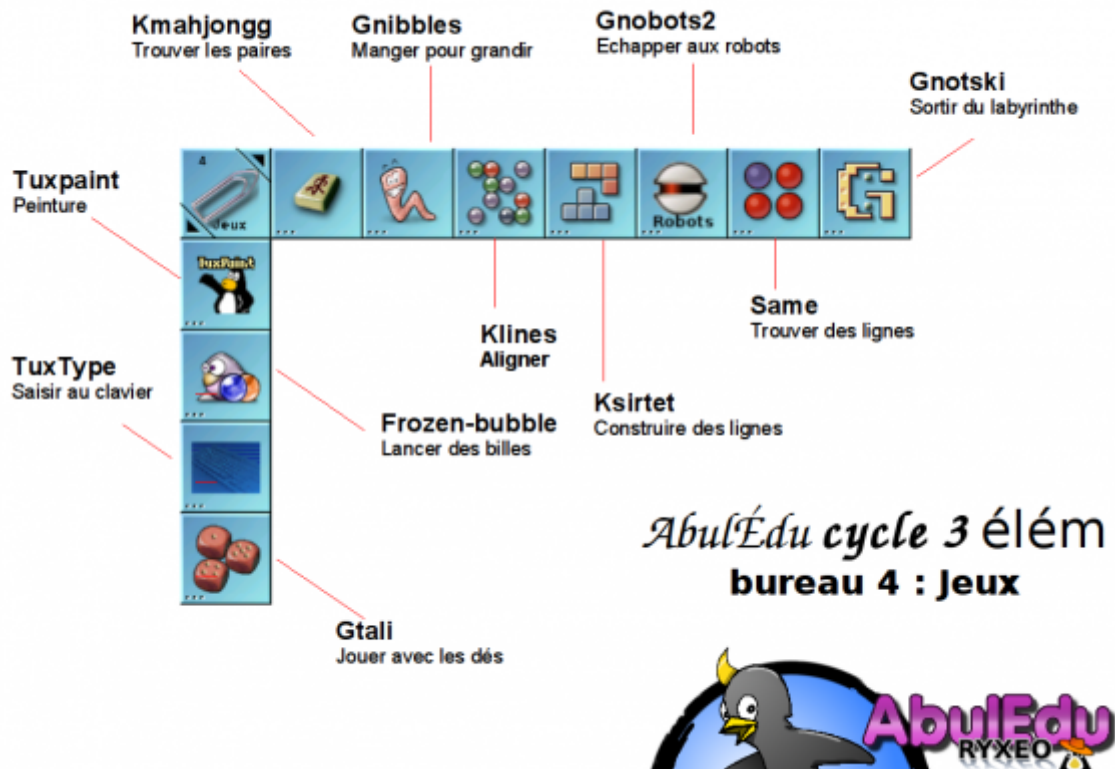 Kmahjongg
Trouver les paires
Gnibbles
Manger pour grandir
Gnobots2
Echapper aux robots
Gnotski
Sortir du labyrinthe
Tuxpaint
Peinture
4
Jeux
Robots
TuxPaint
Klines
Aligner
Same
Trouver des lignes
TuxType
Saisir au clavier
Ksirtet
Construire des lignes
Frozen-bubble
Lancer des billes
AbulÉdu cycle 3 élém
bureau 4 : Jeux
Gtali
Jouer avec les dés
AbulEdu
RYXEO